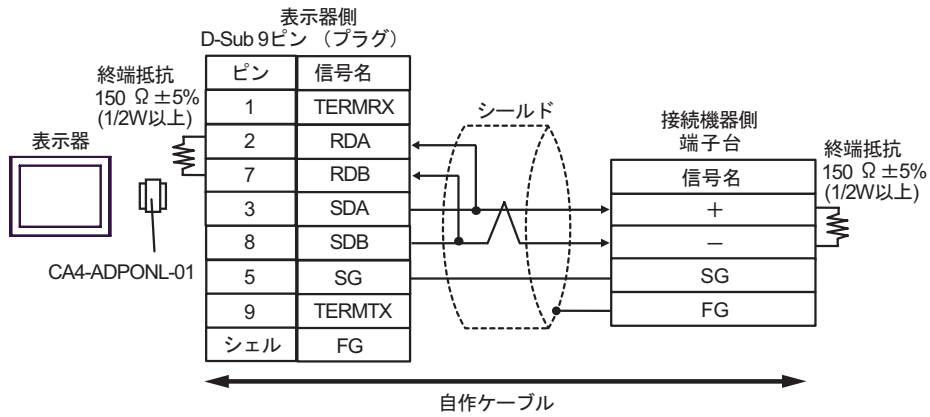 表示器側
D-Sub 9ピン （プラグ）
終端抵抗
150 Ω ±5%
(1/2W以上)
表示器
CA4-ADPONL-01
ピン 信号名
1 TERMRX
2 RDA
7 RDB
3 SDA
8 SDB
5 SG
9 TERMTX
シェル FG
シールド
接続機器側
端子台
信号名
+
−
SG
FG
終端抵抗
150 Ω ±5%
(1/2W以上)
自作ケーブル